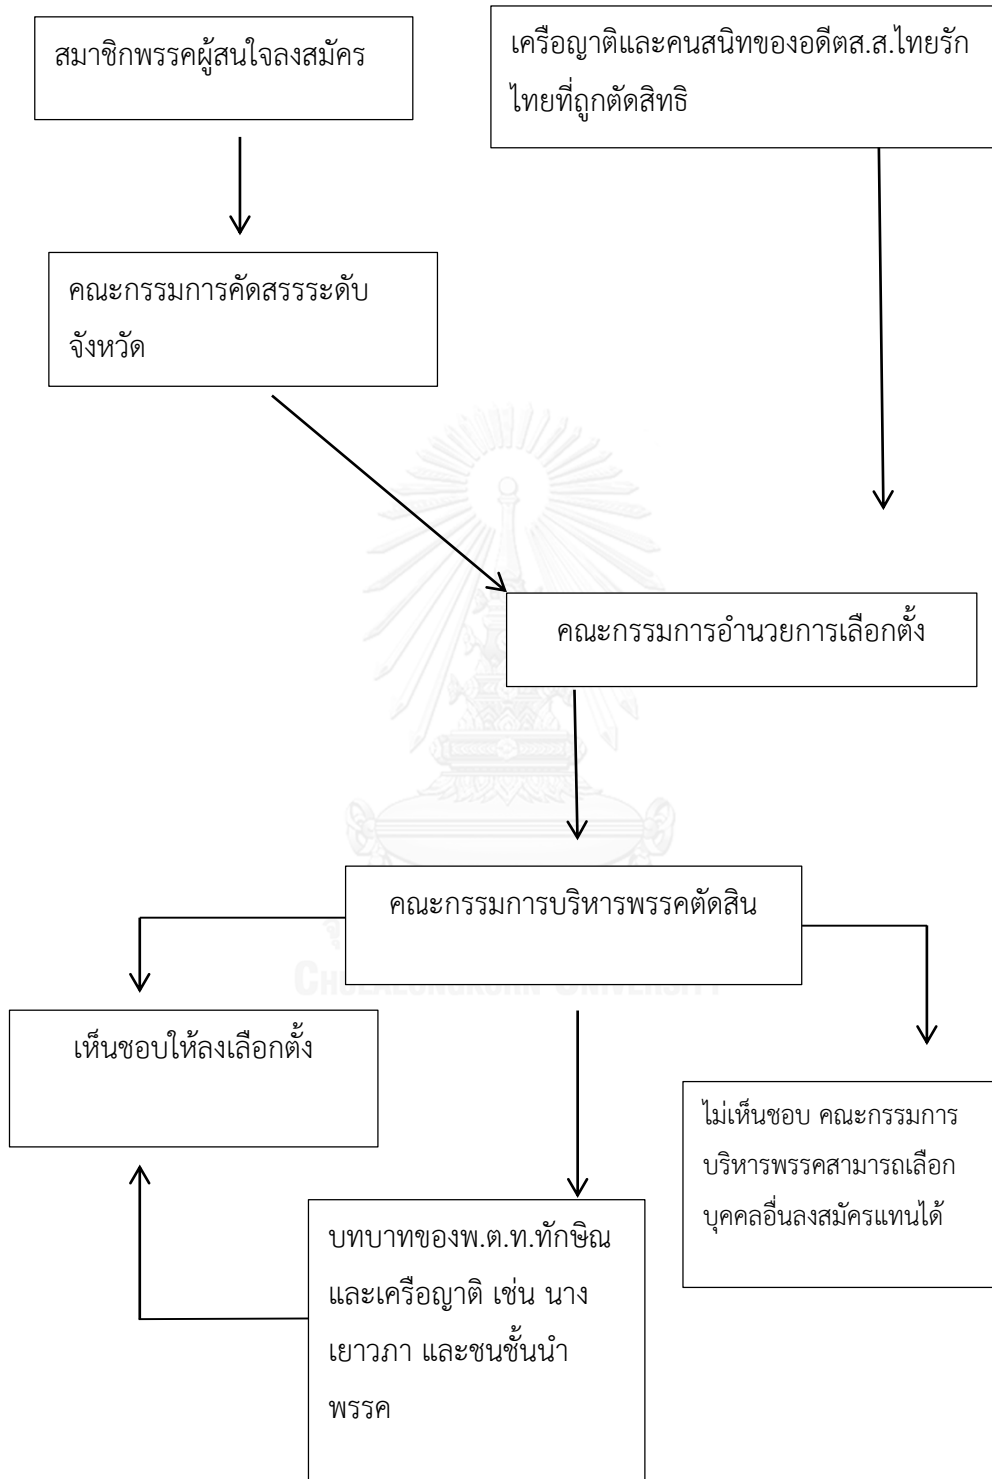 สมาชิกพรรคผู้สนใจลงสมัคร
เครือญาติและคนสนิทของอดีตส.ส.ไทยรัก
ไทยที่ถูกตัดสิทธิ
คณะกรรมการคัดสรรระดับ
จังหวัด
คณะกรรมการอำนวยการเลือกตั้ง
คณะกรรมการบริหารพรรคตัดสิน
CHULALONGKORN UNIVERSITY
เห็นชอบให้ลงเลือกตั้ง
ไม่เห็นชอบ คณะกรรมการ
บริหารพรรคสามารถเลือก
บุคคลอื่นลงสมัครแทนได้
บทบาทของพ.ต.ท.ทักษิณ
และเครือญาติ เช่น นาง
เยาวภา และชนชั้นนำ
พรรค